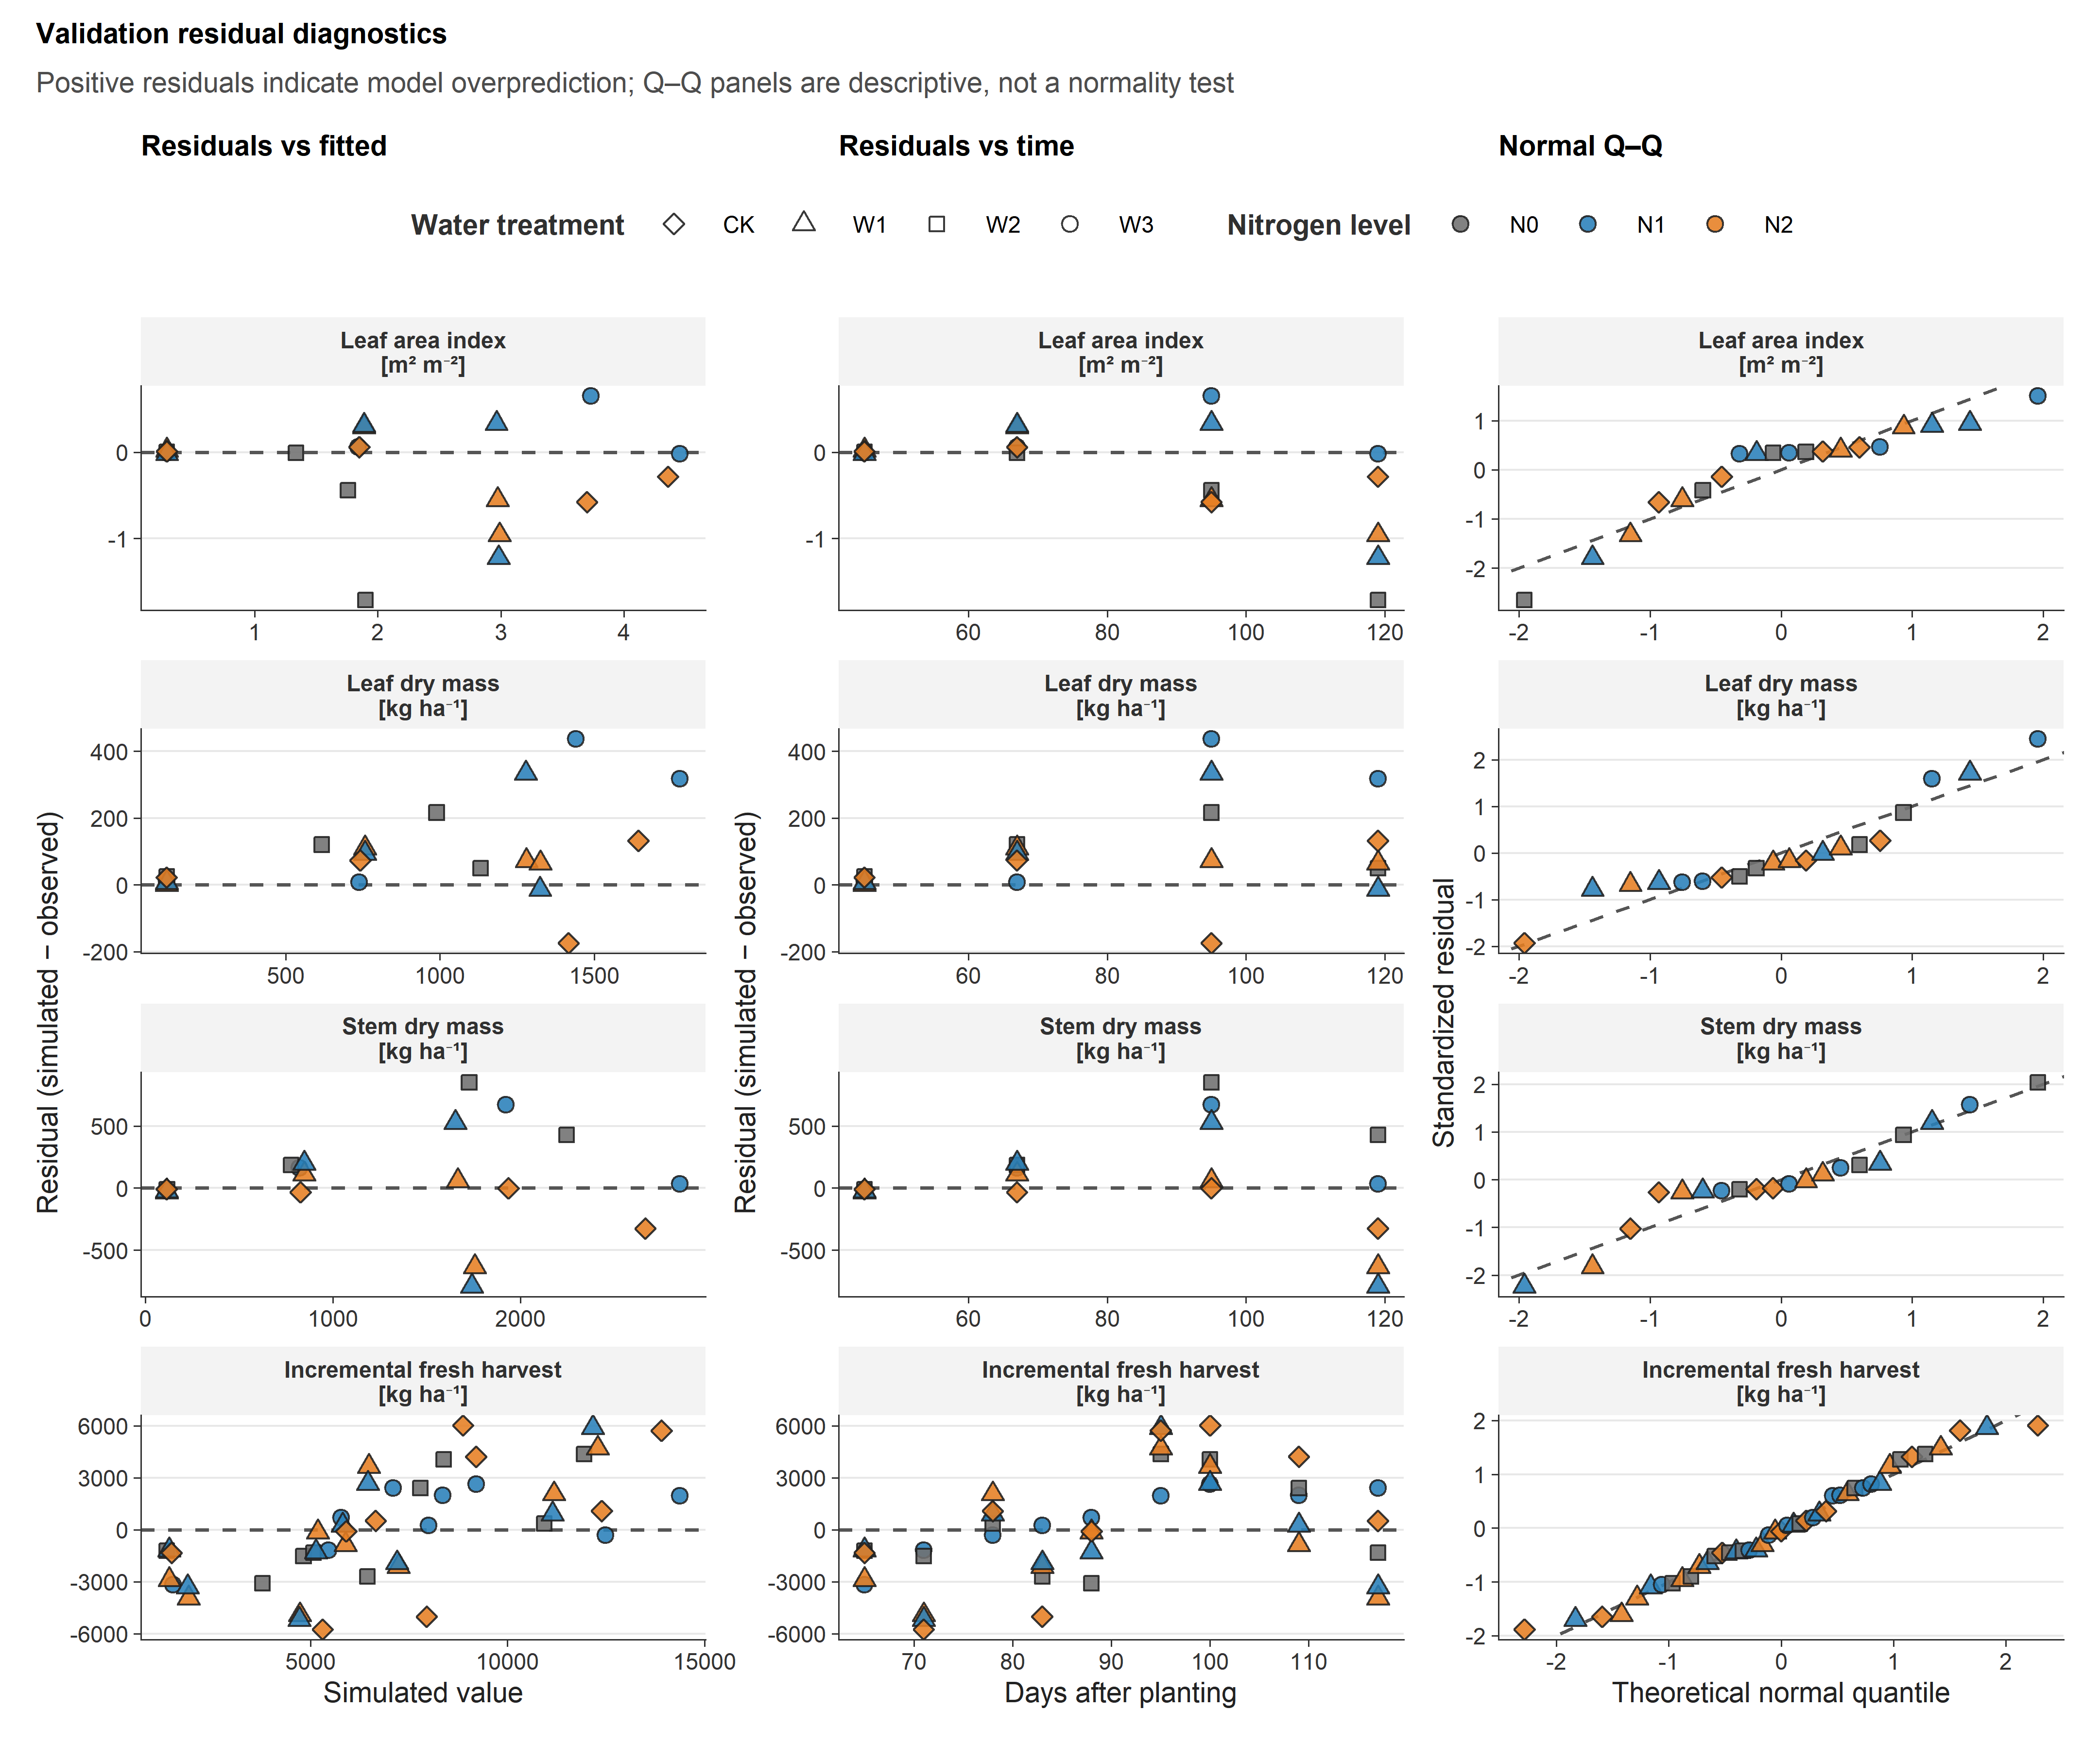 Validation residual diagnostics
Positive residuals indicate model overprediction; Q–Q panels are descriptive, not a normality test
Residuals vs fitted
Residuals vs time
Normal Q–Q
Water treatment CK W1 W2 W3 Nitrogen level N0 N1 N2
Leaf area index
[m² m⁻²]
0
-1
1 2 3 4
Leaf area index
[m² m⁻²]
0
-1
60 80 100 120
Leaf area index
[m² m⁻²]
1
0
-1
-2
-2 -1 0 1 2
Leaf dry mass
[kg ha⁻¹]
400
200
0
-200
500 1000 1500
Leaf dry mass
[kg ha⁻¹]
400
200
0
-200
60 80 100 120
Leaf dry mass
[kg ha⁻¹]
2
1
0
-1
-2
-2 -1 0 1 2
Residual (simulated − observed)
Residual (simulated − observed)
Standardized residual
Stem dry mass
[kg ha⁻¹]
500
0
-500
0 1000 2000
Stem dry mass
[kg ha⁻¹]
500
0
-500
60 80 100 120
Stem dry mass
[kg ha⁻¹]
2
1
0
-1
-2
-2 -1 0 1 2
Incremental fresh harvest
[kg ha⁻¹]
6000
3000
0
-3000
-6000
5000 10000 15000
Simulated value
Incremental fresh harvest
[kg ha⁻¹]
6000
3000
0
-3000
-6000
70 80 90 100 110
Days after planting
Incremental fresh harvest
[kg ha⁻¹]
2
1
0
-1
-2
-2 -1 0 1 2
Theoretical normal quantile